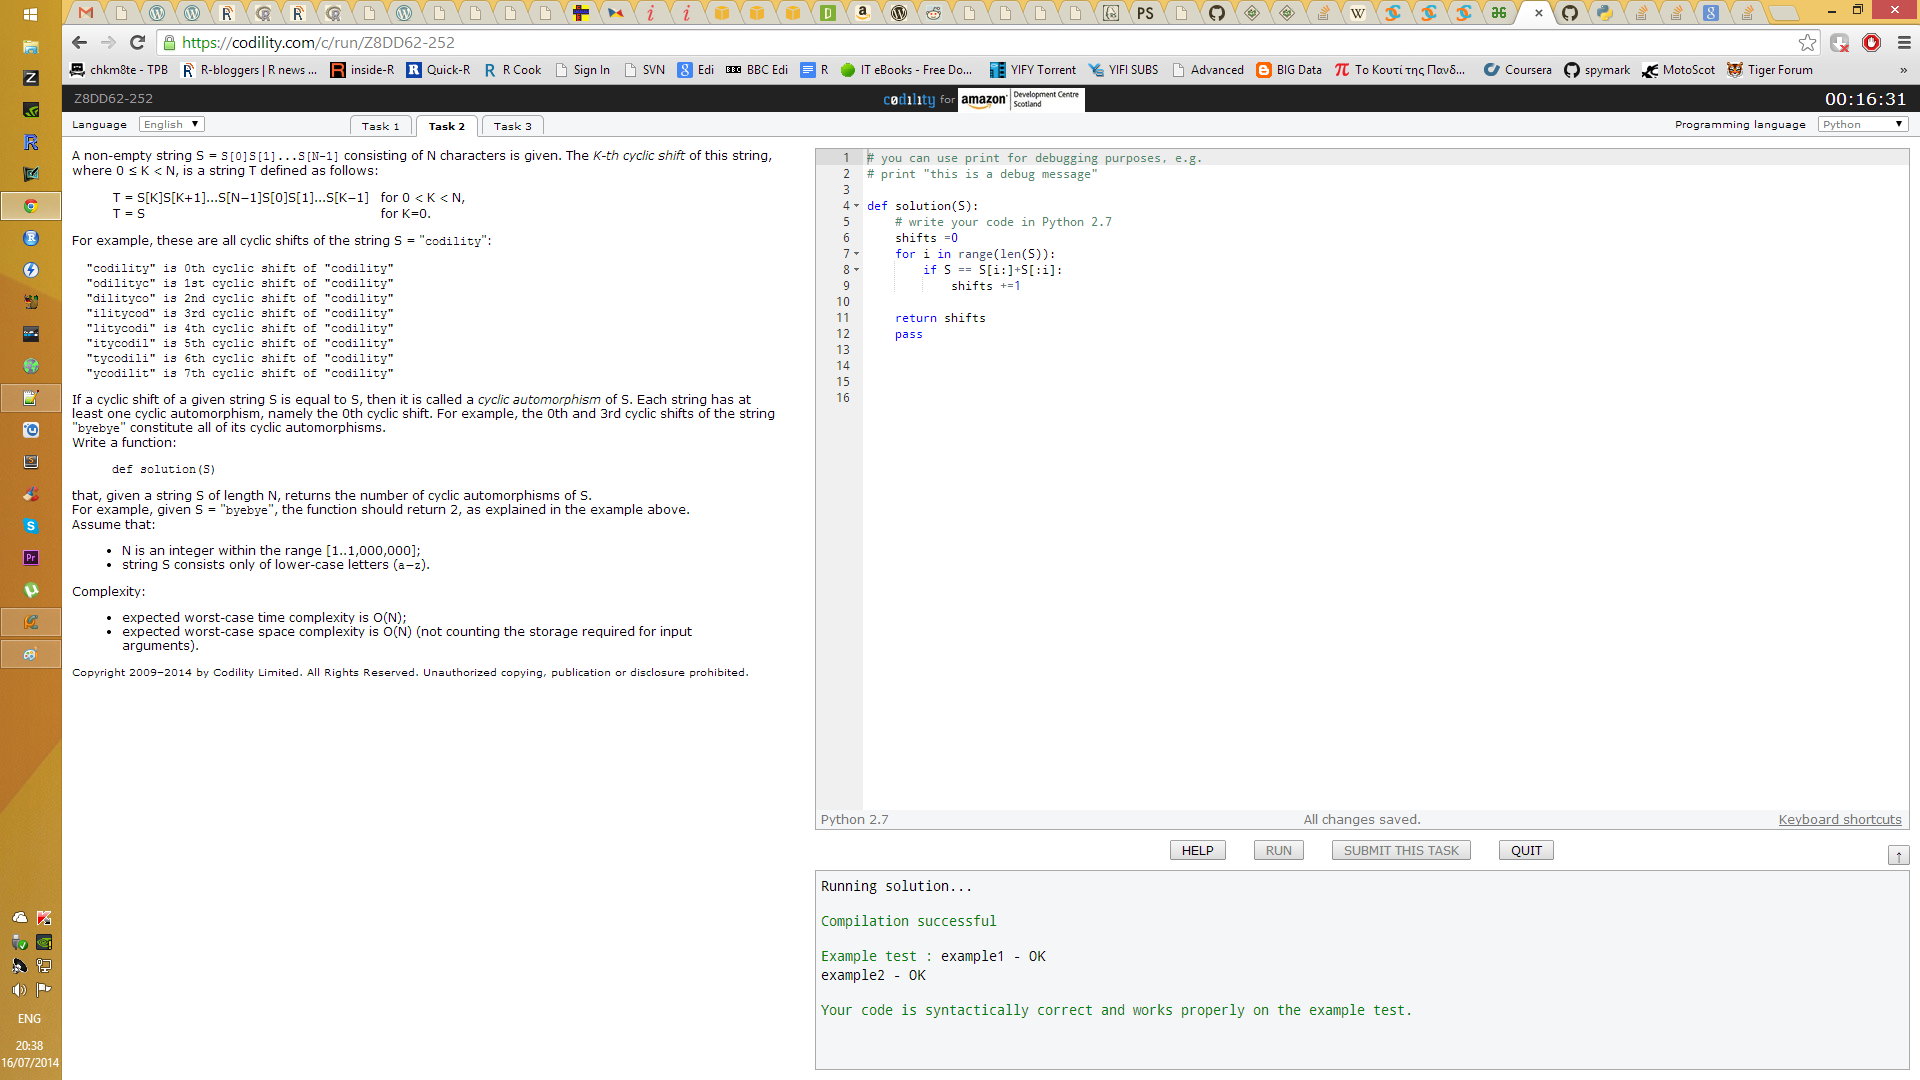 https://codility.com/c/run/Z8DD62-252
chkm8te - TPB
R-bloggers | R news ...
inside-R
Quick-R
R Cook
Sign In
SVN
Edi
BBC Edi
R
IT eBooks - Free Do...
YIFY Torrent
YIFI SUBS
Advanced
BIG Data
Το Κουτί της Πανδ...
Coursera
spymark
MotoScot
Tiger Forum
»
Z8DD62-252
codility for amazon Development Centre
Scotland
00:16:31
Language English
Task 1
Task 2
Task 3
Programming language Python
A non-empty string S = S[0]S[1]...S[N-1] consisting of N characters is given. The K-th cyclic shift of this string,
where 0 ≤ K < N, is a string T defined as follows:
T = S[K]S[K+1]...S[N−1]S[0]S[1]...S[K−1] for 0 < K < N,
T = S for K=0.
For example, these are all cyclic shifts of the string S = "codility":
"codility" is 0th cyclic shift of "codility"
"odilityc" is 1st cyclic shift of "codility"
"dilityco" is 2nd cyclic shift of "codility"
"ilitycod" is 3rd cyclic shift of "codility"
"litycodi" is 4th cyclic shift of "codility"
"itycodil" is 5th cyclic shift of "codility"
"tycodili" is 6th cyclic shift of "codility"
"ycodilit" is 7th cyclic shift of "codility"
If a cyclic shift of a given string S is equal to S, then it is called a cyclic automorphism of S. Each string has at
least one cyclic automorphism, namely the 0th cyclic shift. For example, the 0th and 3rd cyclic shifts of the string
"byebye" constitute all of its cyclic automorphisms.
Write a function:
def solution(S)
that, given a string S of length N, returns the number of cyclic automorphisms of S.
For example, given S = "byebye", the function should return 2, as explained in the example above.
Assume that:
• N is an integer within the range [1..1,000,000];
• string S consists only of lower-case letters (a−z).
Complexity:
• expected worst-case time complexity is O(N);
• expected worst-case space complexity is O(N) (not counting the storage required for input
arguments).
Copyright 2009–2014 by Codility Limited. All Rights Reserved. Unauthorized copying, publication or disclosure prohibited.
1 # you can use print for debugging purposes, e.g.
2 # print "this is a debug message"
3
4 def solution(S):
5 # write your code in Python 2.7
6 shifts =0
7 for i in range(len(S)):
8 if S == S[i:]+S[:i]:
9 shifts +=1
10
11 return shifts
12 pass
13
14
15
16
Python 2.7
All changes saved.
Keyboard shortcuts
HELP
RUN
SUBMIT THIS TASK
QUIT
Running solution...
Compilation successful
Example test : example1 - OK
example2 - OK
Your code is syntactically correct and works properly on the example test.
ENG
20:38
16/07/2014